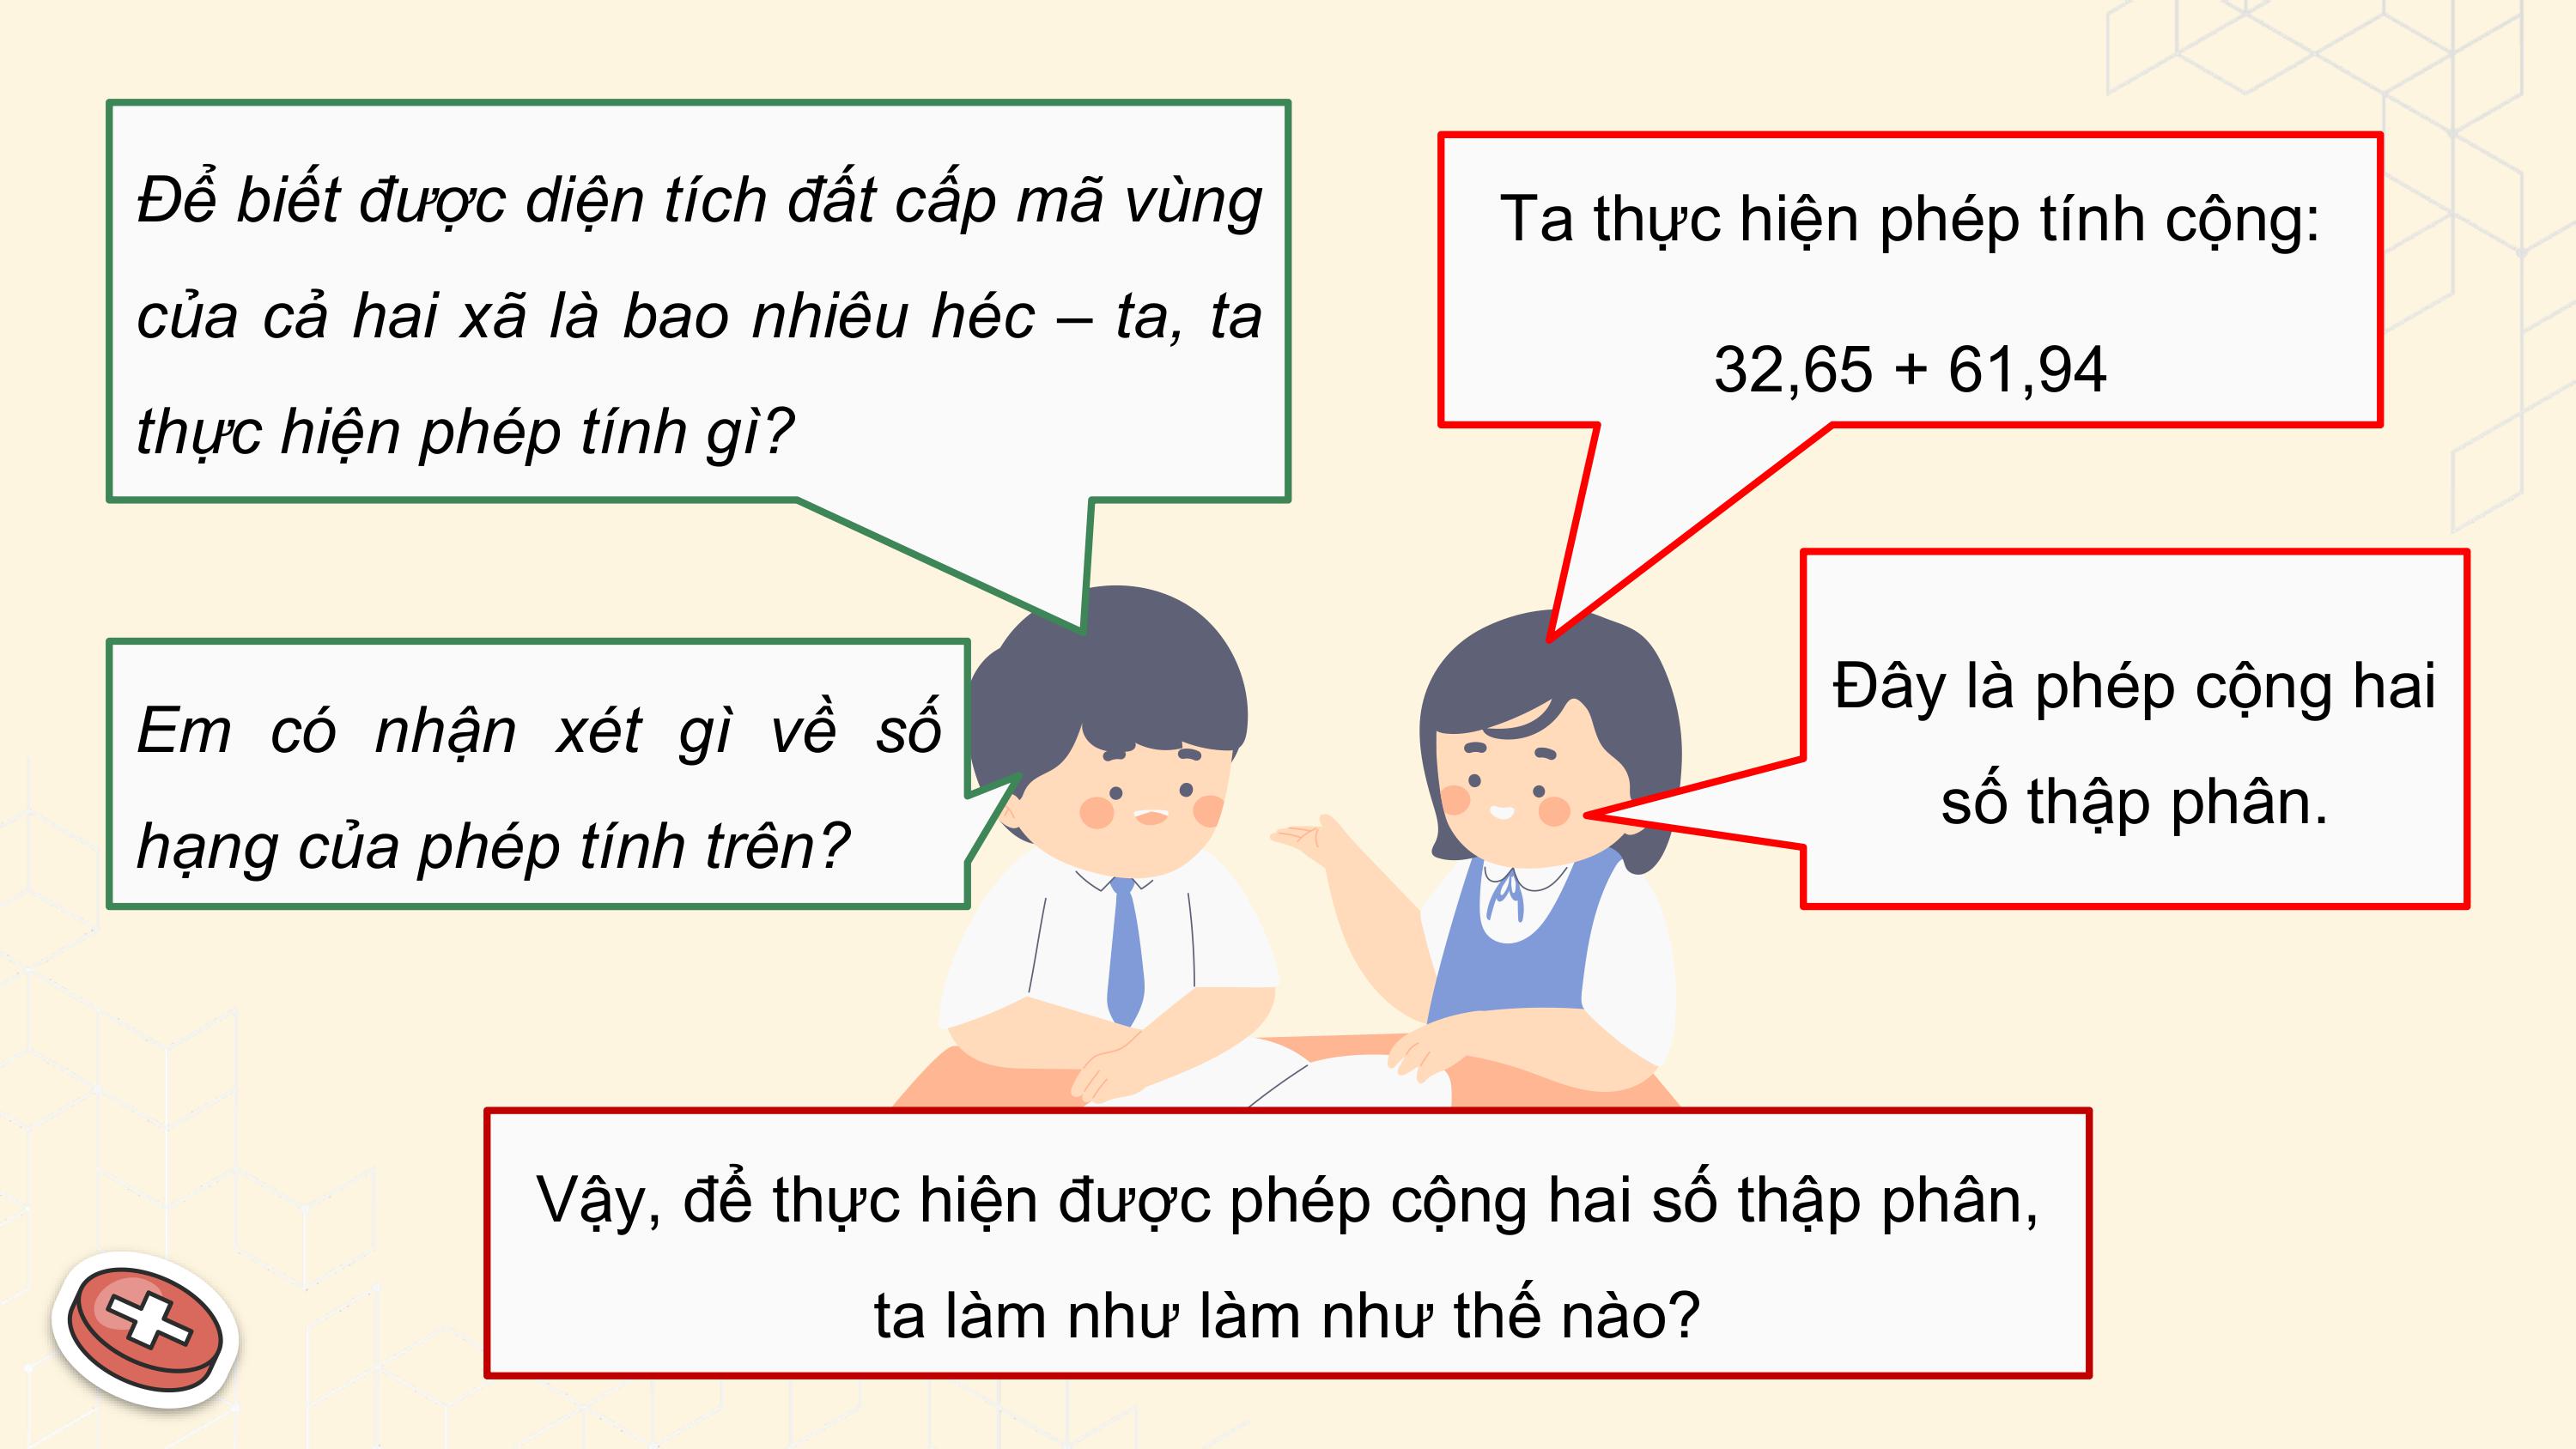 Để biết được diện tích đất cấp mã vùng
của cả hai xã là bao nhiêu héc – ta, ta
thực hiện phép tính gì?
Ta thực hiện phép tính cộng:
32,65 + 61,94
Em có nhận xét gì về số
hạng của phép tính trên?
Đây là phép cộng hai
số thập phân.
Vậy, để thực hiện được phép cộng hai số thập phân,
ta làm như làm như thế nào?